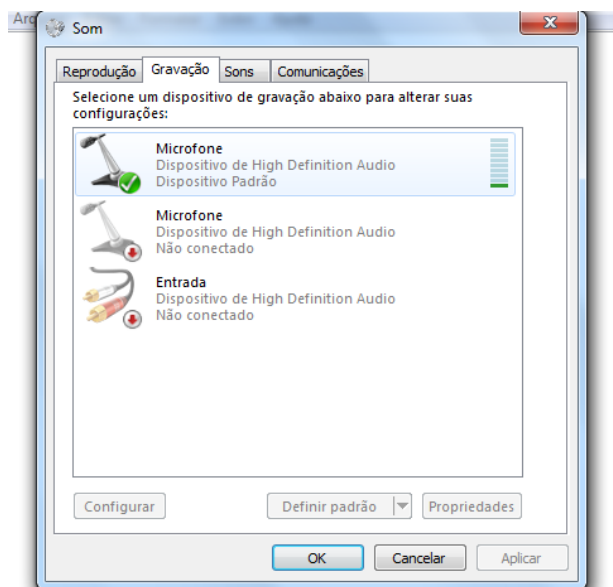 Som
Reprodução Gravação Sons Comunicações
Selecione um dispositivo de gravação abaixo para alterar suas
configurações:
Microfone
Dispositivo de High Definition Audio
Dispositivo Padrão
Microfone
Dispositivo de High Definition Audio
Não conectado
Entrada
Dispositivo de High Definition Audio
Não conectado
Configurar Definir padrão Propriedades
OK Cancelar Aplicar